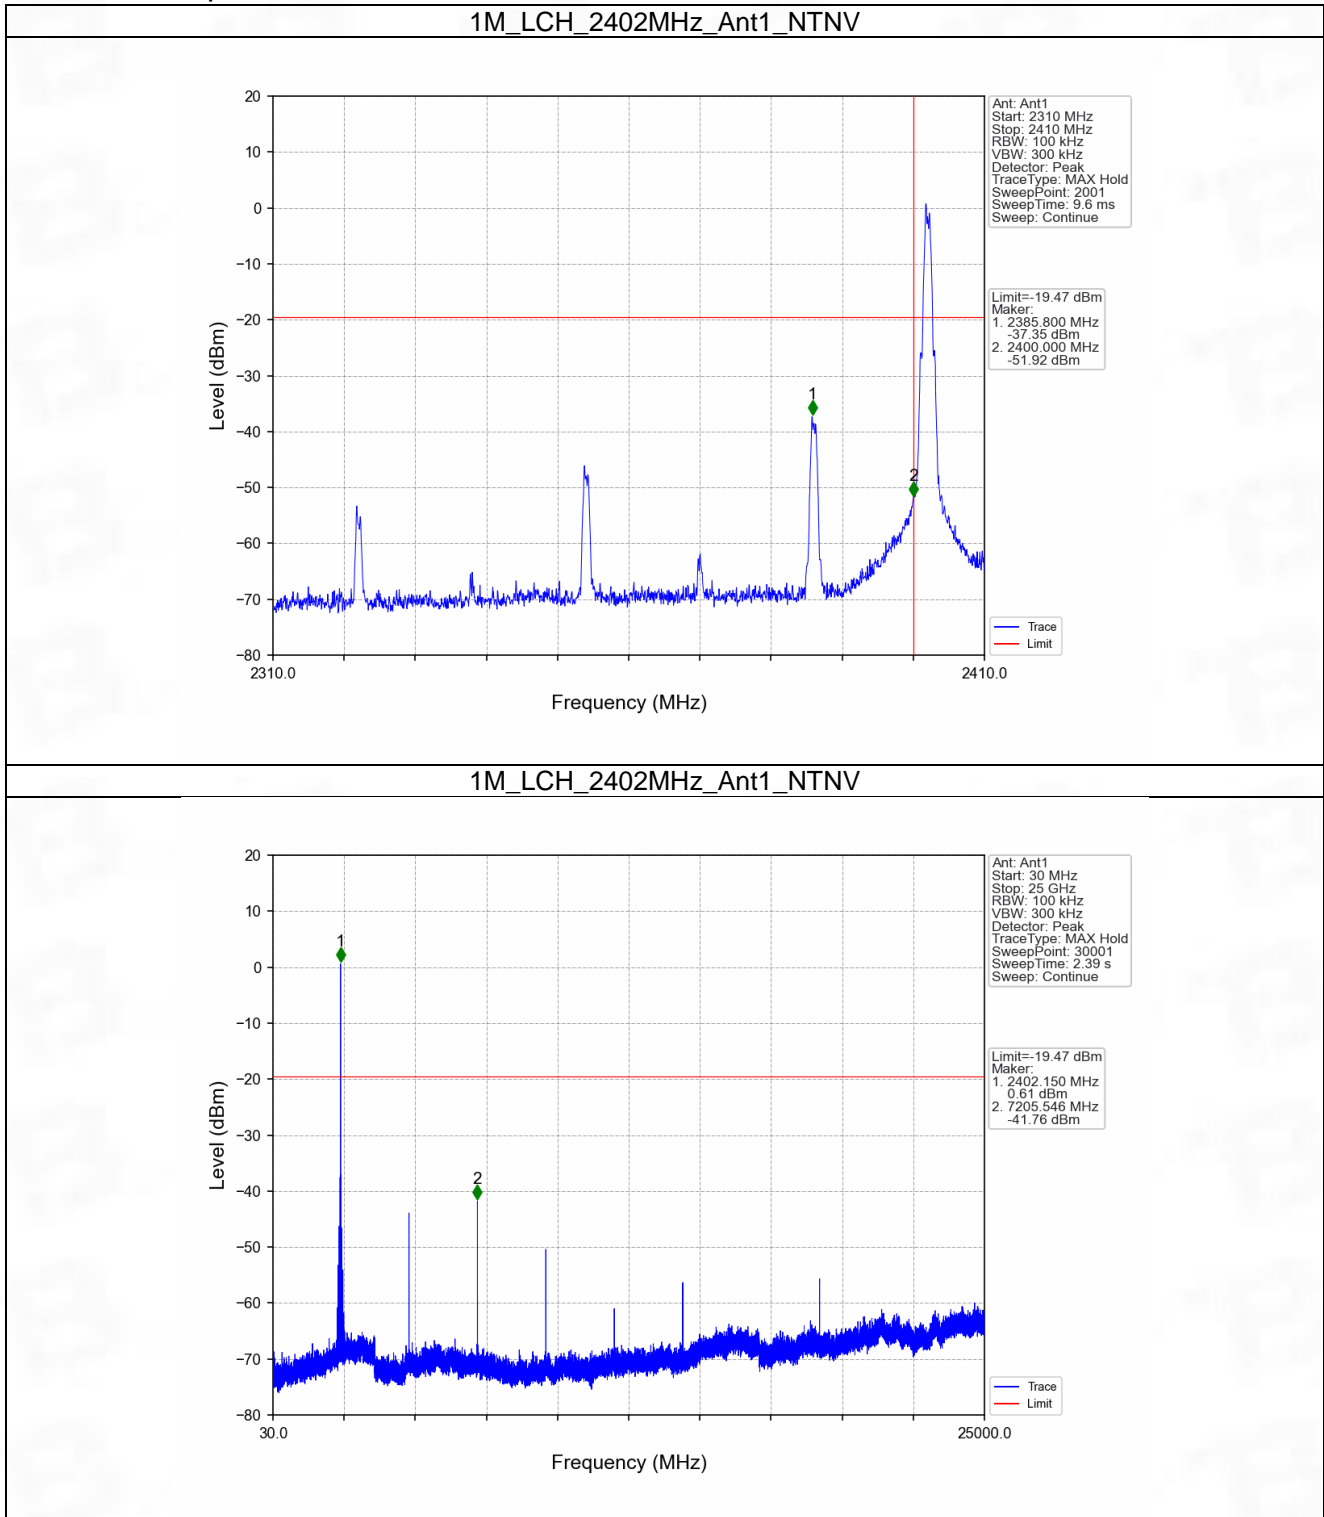 1M_LCH_2402MHz_Ant1_NTNV
20
10
0
−10
−20
−30
−40
−50
−60
−70
−80
Level (dBm)
2310.0
2410.0
Frequency (MHz)
1
2
Ant: Ant1
Start: 2310 MHz
Stop: 2410 MHz
RBW: 100 kHz
VBW: 300 kHz
Detector: Peak
TraceType: MAX Hold
SweepPoint: 2001
SweepTime: 9.6 ms
Sweep: Continue
Limit=-19.47 dBm
Maker:
1. 2385.800 MHz
-37.35 dBm
2. 2400.000 MHz
-51.92 dBm
Trace
Limit
1M_LCH_2402MHz_Ant1_NTNV
20
10
0
−10
−20
−30
−40
−50
−60
−70
−80
Level (dBm)
30.0
25000.0
Frequency (MHz)
1
2
Ant: Ant1
Start: 30 MHz
Stop: 25 GHz
RBW: 100 kHz
VBW: 300 kHz
Detector: Peak
TraceType: MAX Hold
SweepPoint: 30001
SweepTime: 2.39 s
Sweep: Continue
Limit=-19.47 dBm
Maker:
1. 2402.150 MHz
0.61 dBm
2. 7205.546 MHz
-41.76 dBm
Trace
Limit